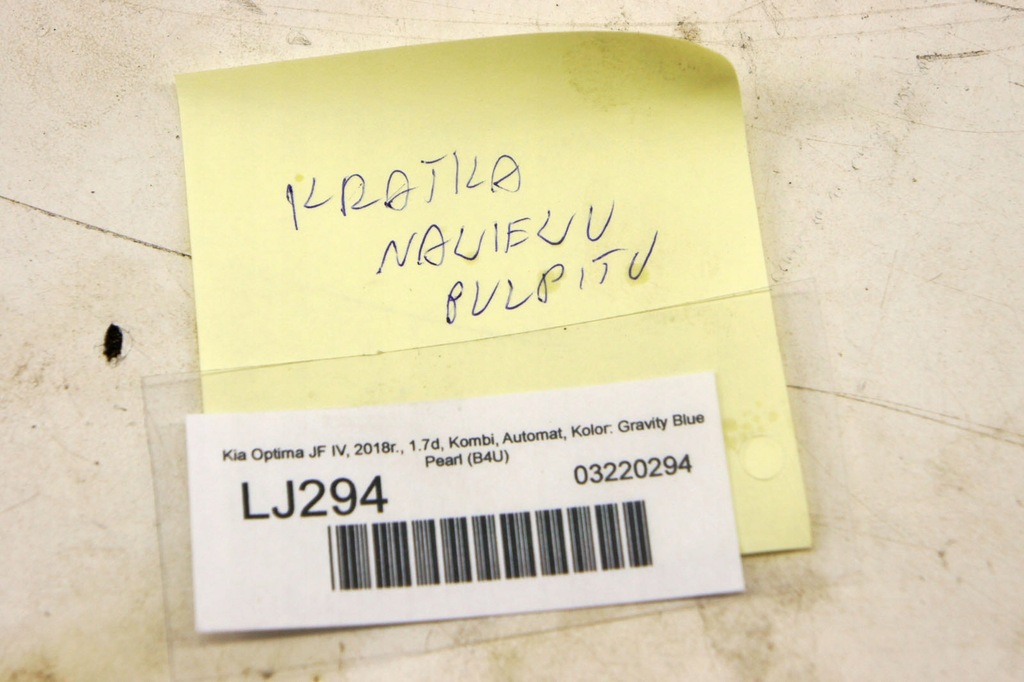 KRATKA
NAWIEWU
PULPITU
Kia Optima JF IV, 2018r., 1.7d, Kombi, Automat, Kolor: Gravity Blue
Pearl (B4U)
LJ294
03220294